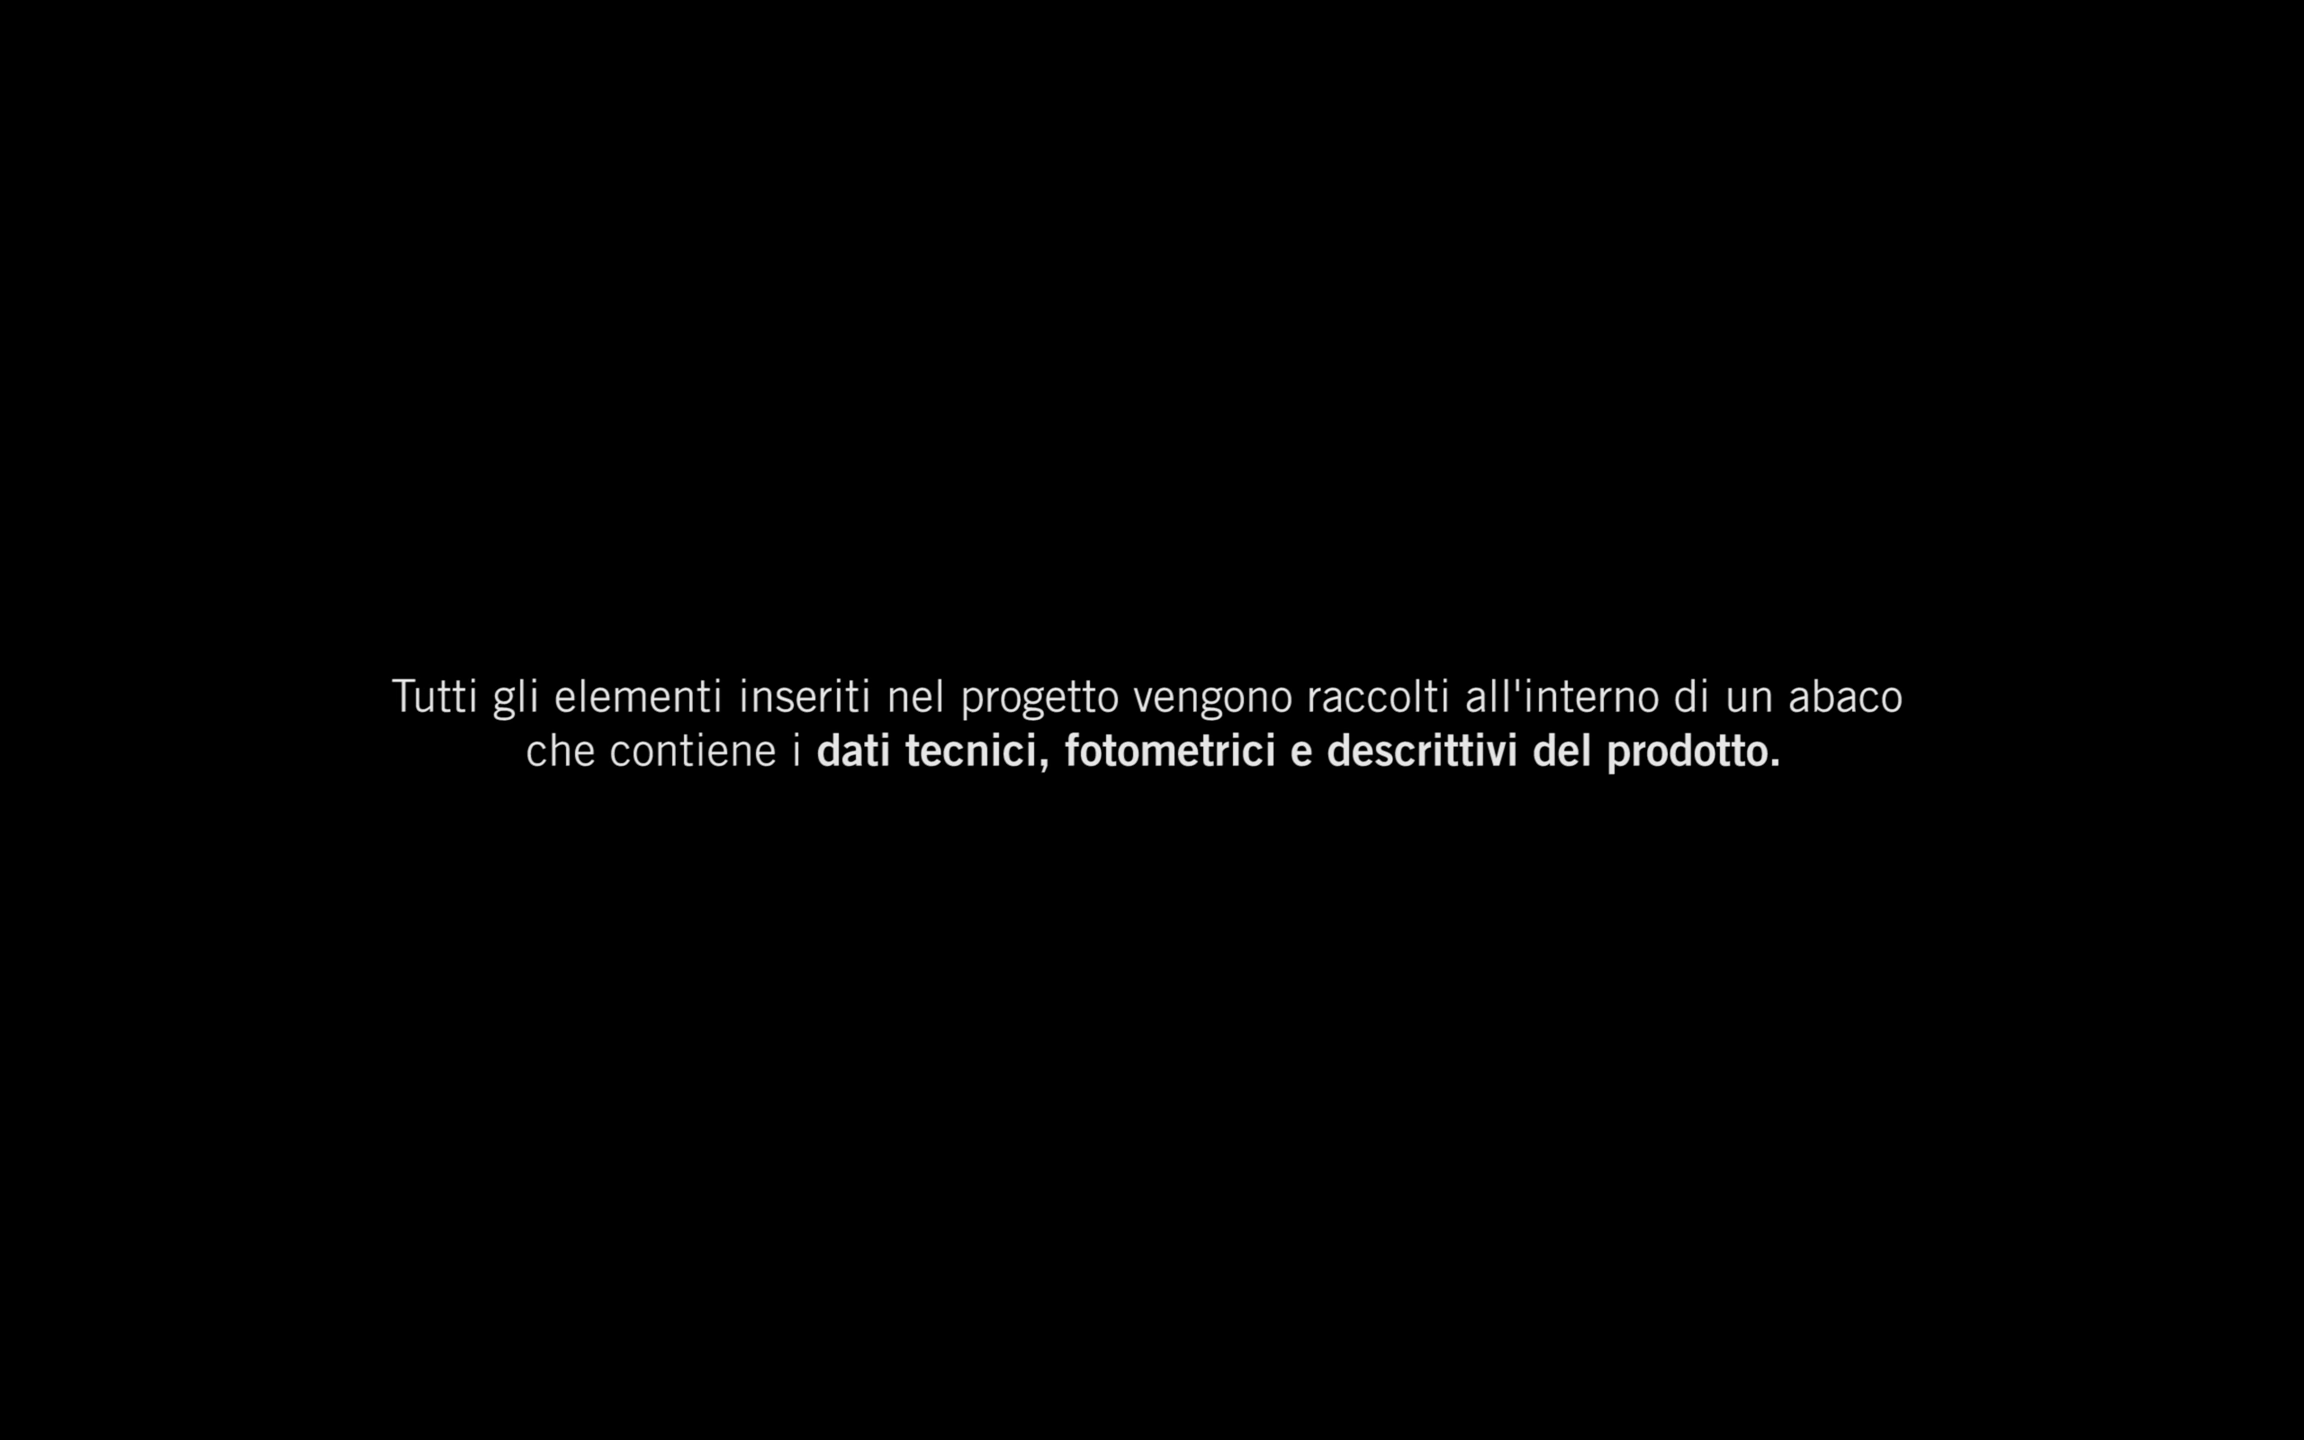 Tutti gli elementi inseriti nel progetto vengono raccolti all'interno di un abaco
che contiene i dati tecnici, fotometrici e descrittivi del prodotto.